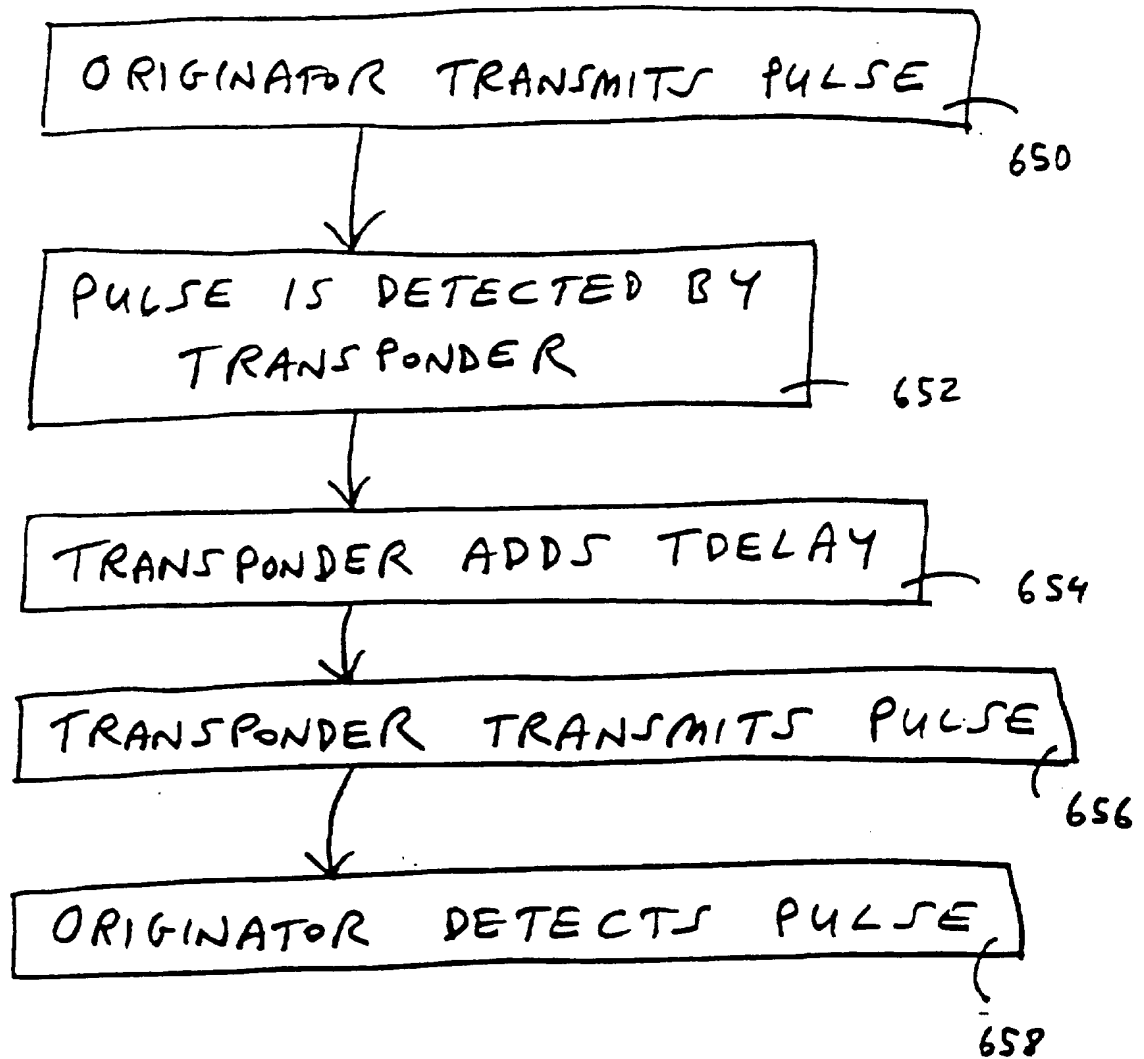 ORIGINATOR TRANSMITS PULSE
650
PULSE IS DETECTED BY
TRANSPONDER
652
TRANSPONDER ADDS TDELAY
654
TRANSPONDER TRANSMITS PULSE
656
ORIGINATOR DETECTS PULSE
658